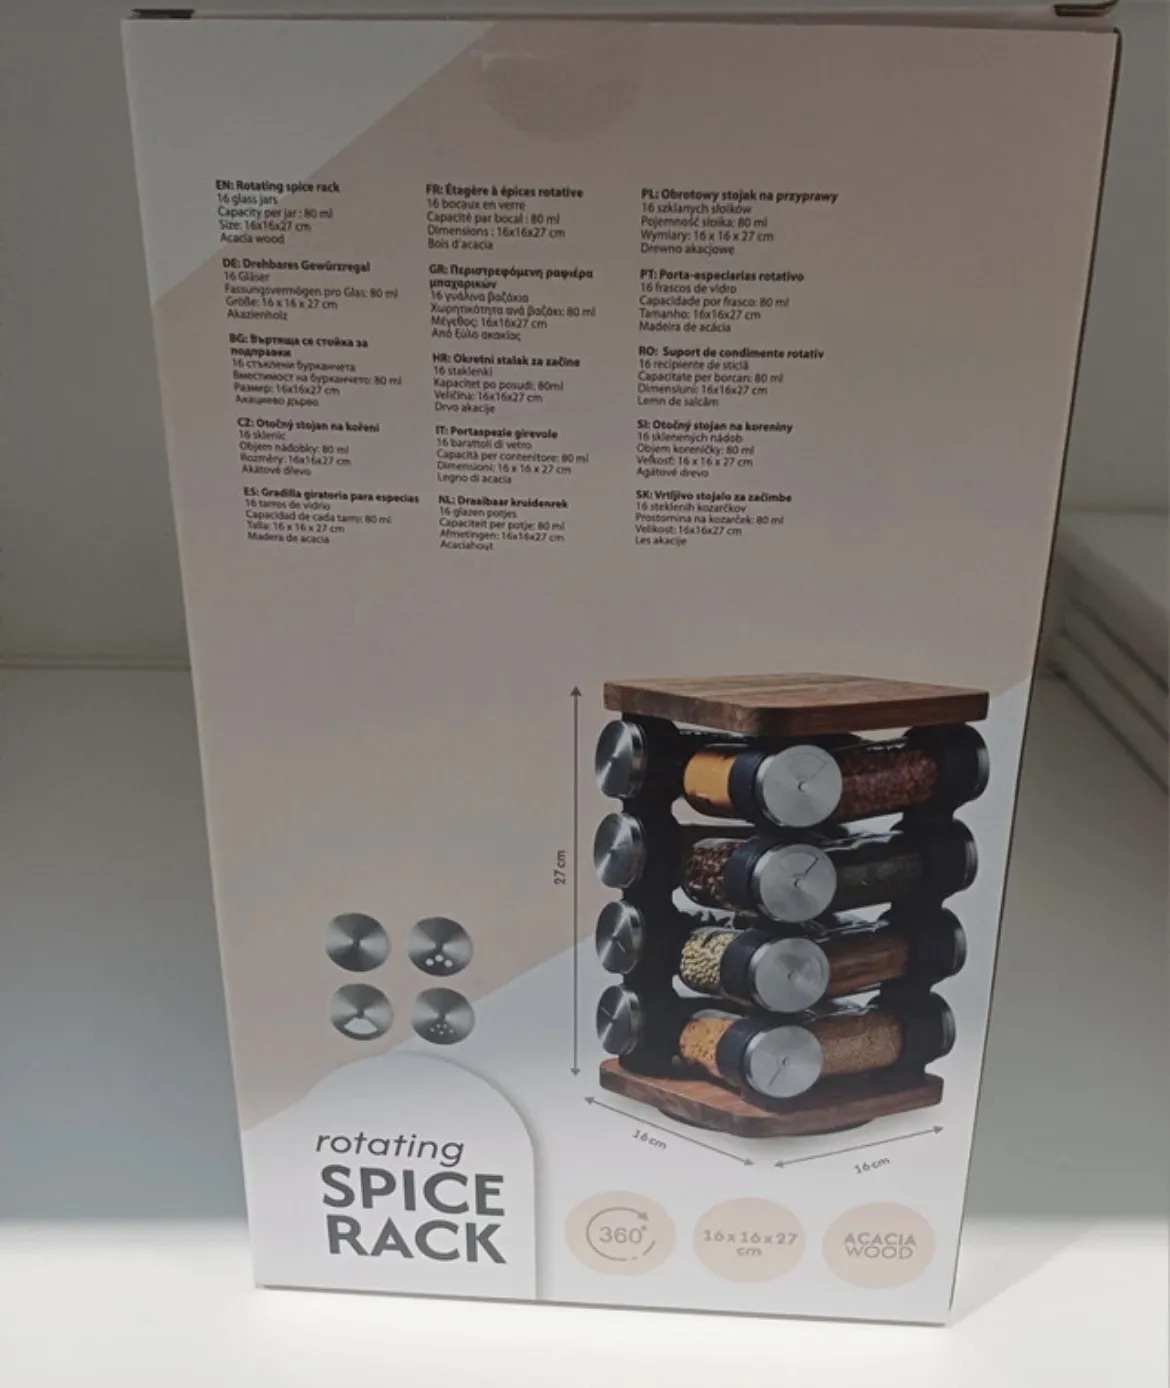 EN: Rotating spice rack
16 glass jars
Capacity per jar : 80 ml
Size: 16x16x27 cm
Acacia wood
DE: Drehbares Gewürzregal
16 Gläser
Fassungsvermögen pro Glas: 80 ml
Größe: 16 x 16 x 27 cm
Akazienholz
BG: Въртяща се стойка за
подправки
16 стъклени бурканчета
Вместимост на бурканчето: 80 ml
Размер: 16x16x27 cm
Акациево дърво
CZ: Otočný stojan na koření
16 sklenic
Objem nádobky: 80 ml
Rozměry: 16x16x27 cm
Akátové dřevo
ES: Gradilla giratoria para especias
16 tarros de vidrio
Capacidad de cada tarro: 80 ml
Talla: 16 x 16 x 27 cm
Madera de acacia
FR: Étagère à épices rotative
16 bocaux en verre
Capacité par bocal : 80 ml
Dimensions : 16x16x27 cm
Bois d'acacia
GR: Περιστρεφόμενη ραφιέρα
μπαχαρικών
16 γυάλινα βαζάκια
Χωρητικότητα ανά βαζάκι: 80 ml
Μέγεθος: 16x16x27 cm
Από ξύλο ακακίας
HR: Okretni stalak za začine
16 staklenki
Kapacitet po posudi: 80ml
Veličina: 16x16x27 cm
Drvo akacije
IT: Portaspezie girevole
16 barattoli di vetro
Capacità per contenitore: 80 ml
Dimensioni: 16 x 16 x 27 cm
Legno di acacia
NL: Draaibaar kruidenrek
16 glazen potjes
Capaciteit per potje: 80 ml
Afmetingen: 16x16x27 cm
Acaciahout
PL: Obrotowy stojak na przyprawy
16 szklanych słoików
Pojemność słoika: 80 ml
Wymiary: 16 x 16 x 27 cm
Drewno akacjowe
PT: Porta-especiarias rotativo
16 frascos de vidro
Capacidade por frasco: 80 ml
Tamanho: 16x16x27 cm
Madeira de acácia
RO: Suport de condimente rotativ
16 recipiente de sticlă
Capacitate per borcan: 80 ml
Dimensiuni: 16x16x27 cm
Lemn de salcâm
SI: Otočný stojan na koreniny
16 sklenených nádob
Objem koreničky: 80 ml
Veľkosť: 16 x 16 x 27 cm
Agátové drevo
SK: Vrtljivo stojalo za začimbe
16 steklenih kozarčkov
Prostornina na kozarček: 80 ml
Velikost: 16x16x27 cm
Les akacije
27 cm
16 cm
16 cm
rotating
SPICE
RACK
360°
16x16x27
cm
ACACIA
WOOD